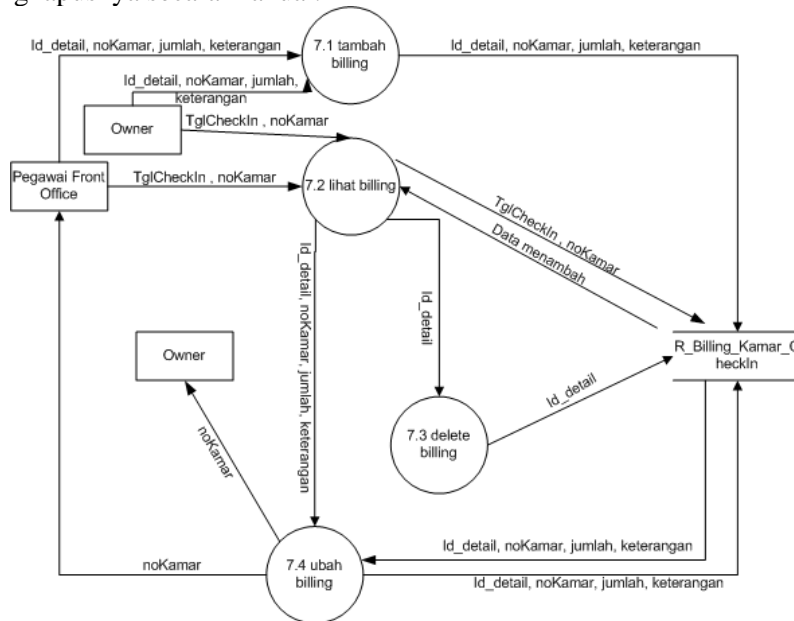 Id_detail, noKamar, jumlah, keterangan
7.1 tambah
billing
Id_detail, noKamar, jumlah, keterangan
Id_detail, noKamar, jumlah,
keterangan
Owner
TglCheckIn , noKamar
Pegawai Front
Office
TglCheckIn , noKamar
7.2 lihat billing
TglCheckIn , noKamar
Data menambah
Id_detail, noKamar, jumlah, keterangan
Id_detail
Owner
R_Billing_Kamar_C
heckIn
Id_detail
7.3 delete
billing
noKamar
Id_detail, noKamar, jumlah, keterangan
7.4 ubah
billing
noKamar
Id_detail, noKamar, jumlah, keterangan